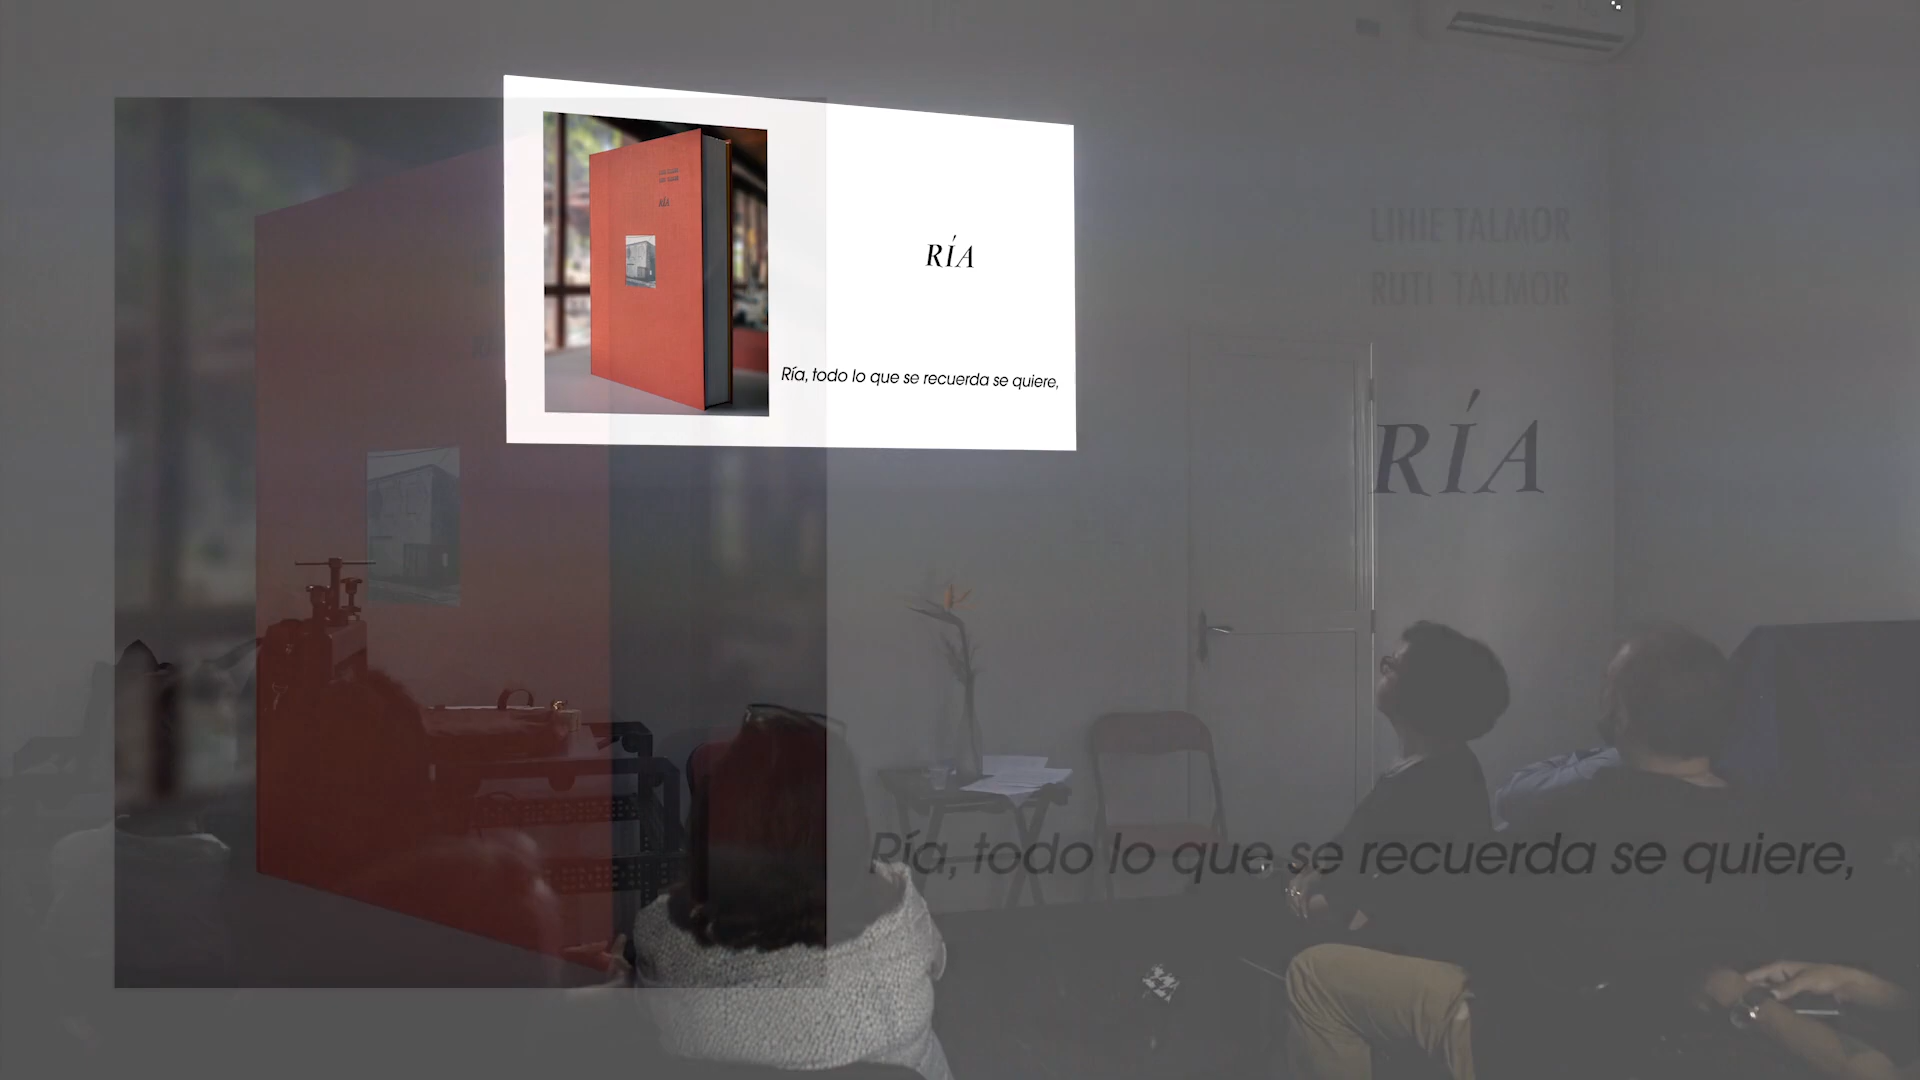 RÍA
RÍA
Ría, todo lo que se recuerda se quiere,
LIHIE TALMOR
RUTI TALMOR
RÍA
Ría, todo lo que se recuerda se quiere,